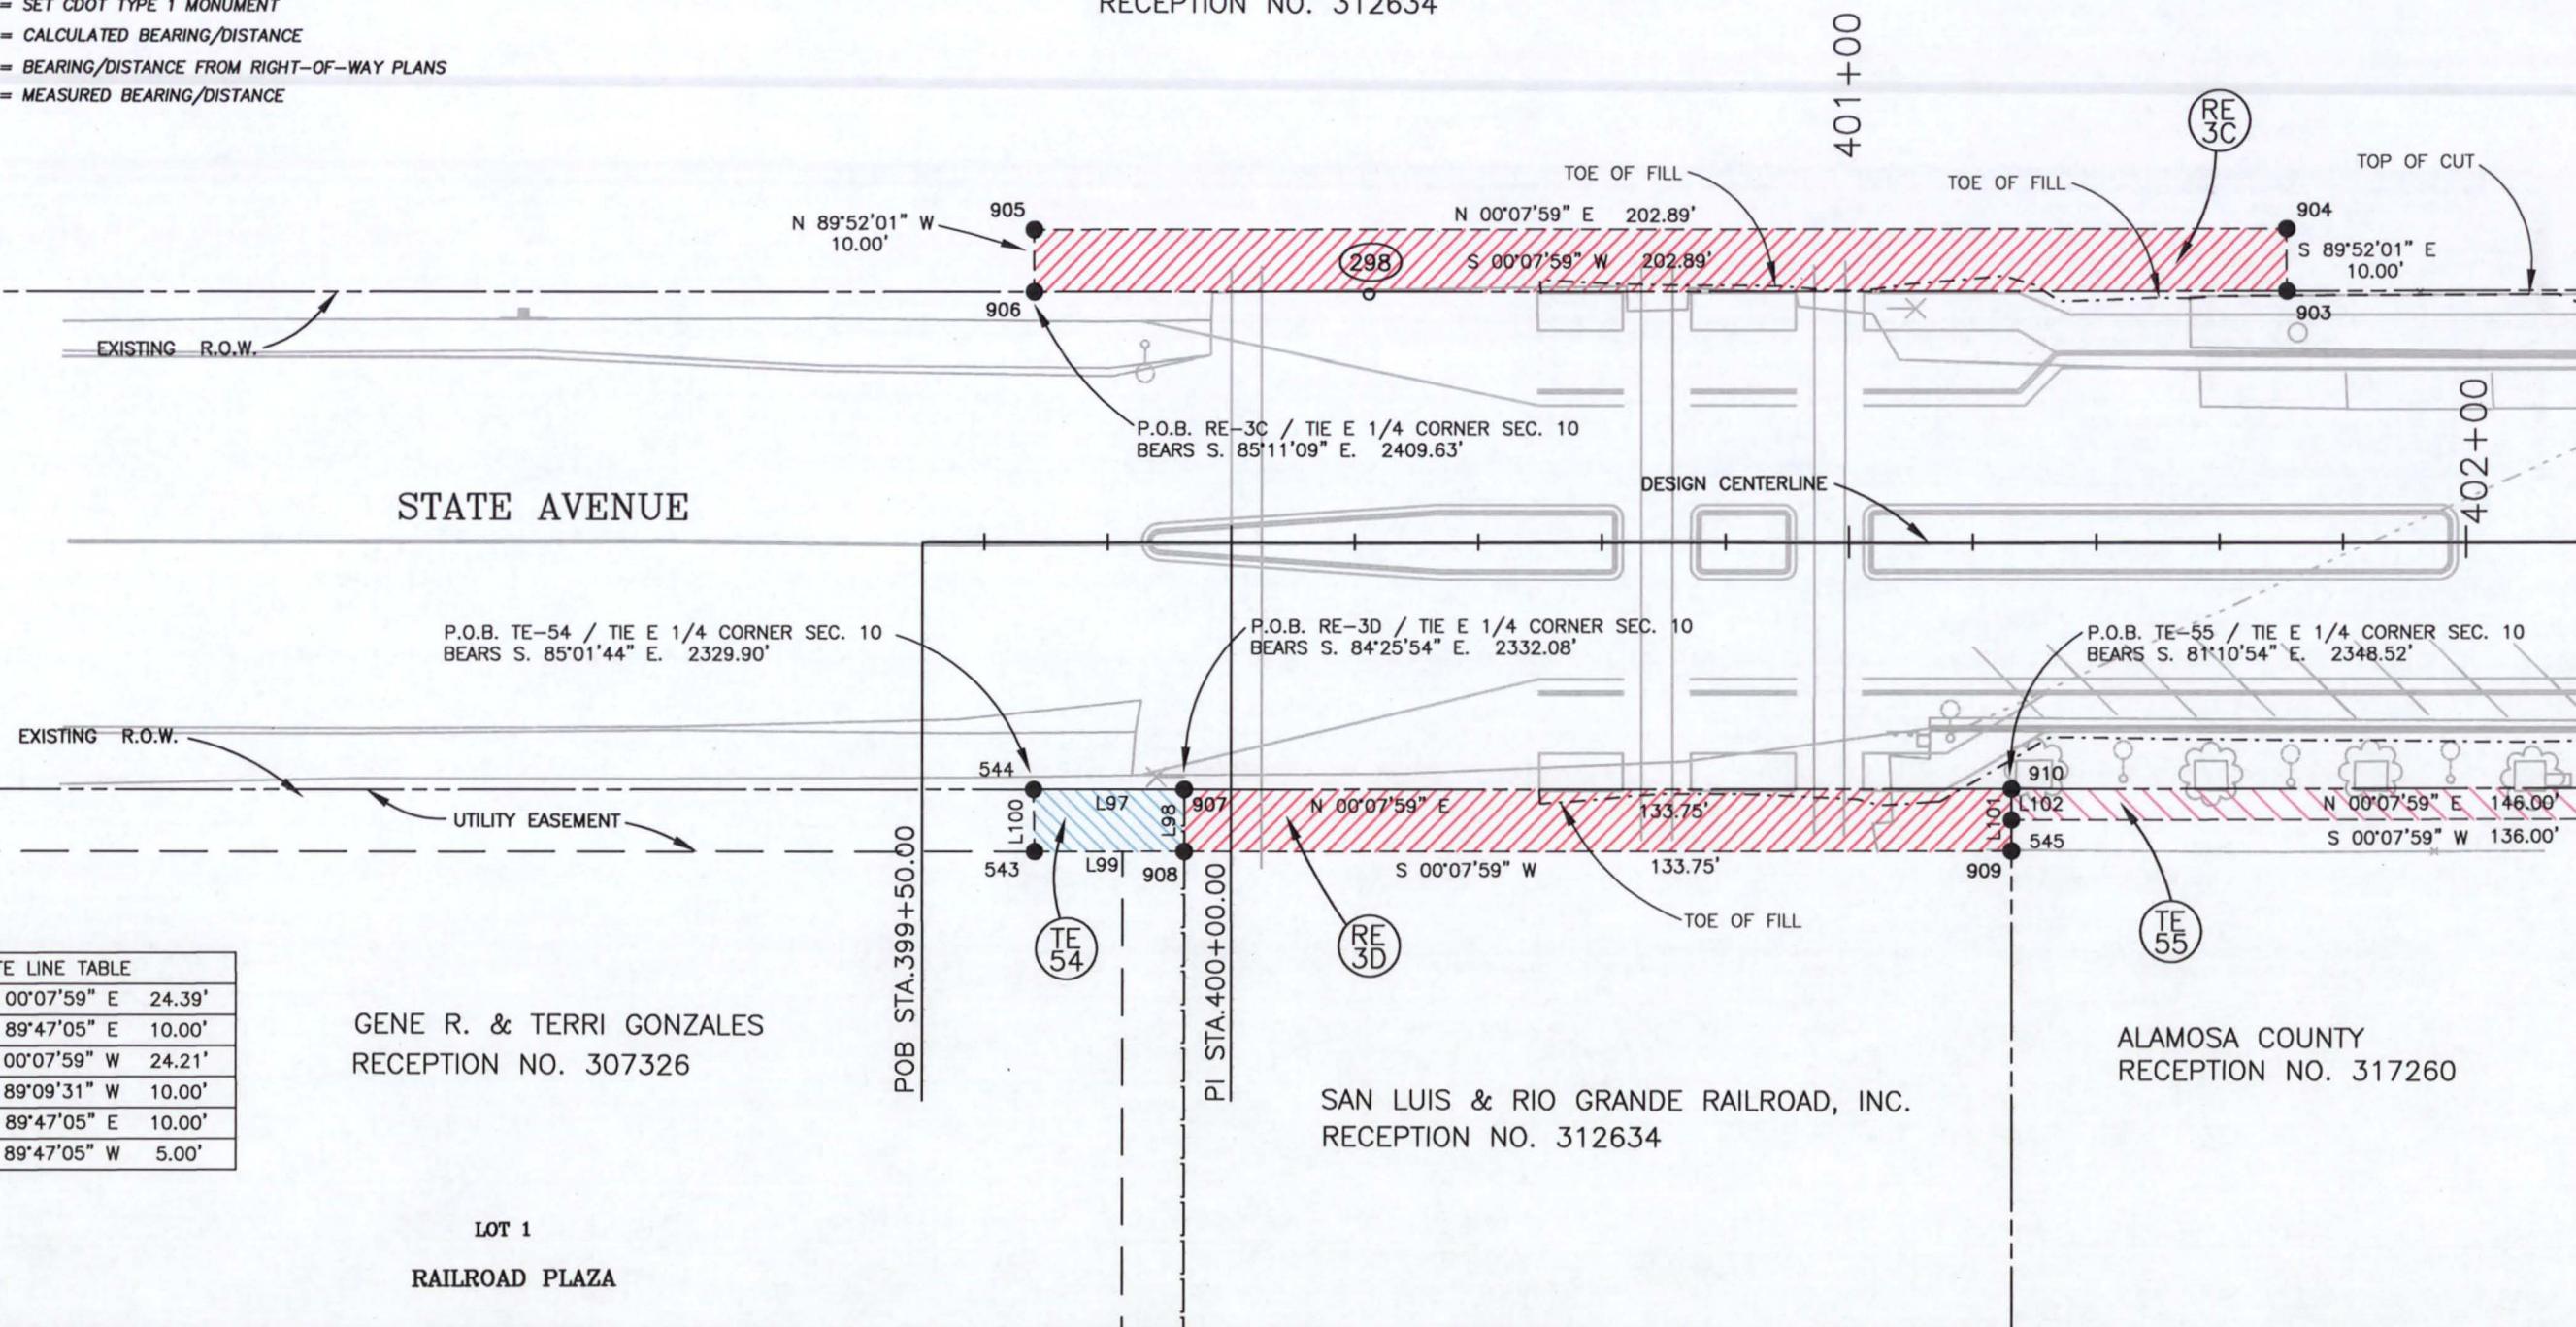 = SET CDOT TYPE 1 MONUMENT
= CALCULATED BEARING/DISTANCE
= BEARING/DISTANCE FROM RIGHT-OF-WAY PLANS
= MEASURED BEARING/DISTANCE
RECEPTION NO. 312634
401+00
RE
3C
TOE OF FILL
TOE OF FILL
TOP OF CUT
905
N 89°52'01" W
10.00'
N 00°07'59" E 202.89'
904
S 89°52'01" E
10.00'
298
S 00°07'59" W 202.89'
906
903
EXISTING R.O.W.
P.O.B. RE-3C / TIE E 1/4 CORNER SEC. 10
BEARS S. 85°11'09" E. 2409.63'
402+00
STATE AVENUE
DESIGN CENTERLINE
P.O.B. TE-54 / TIE E 1/4 CORNER SEC. 10
BEARS S. 85°01'44" E. 2329.90'
P.O.B. RE-3D / TIE E 1/4 CORNER SEC. 10
BEARS S. 84°25'54" E. 2332.08'
P.O.B. TE-55 / TIE E 1/4 CORNER SEC. 10
BEARS S. 81°10'54" E. 2348.52'
EXISTING R.O.W.
544
910
L97
907
N 00°07'59" E 133.75'
L102
N 00°07'59" E 146.00'
L100
L98
L101
UTILITY EASEMENT
545
S 00°07'59" W 136.00'
543
L99
908
S 00°07'59" W 133.75'
909
POB STA.399+50.00
PI STA.400+00.00
TE
54
RE
3D
TOE OF FILL
TE
55
TE LINE TABLE
00°07'59" E 24.39'
89°47'05" E 10.00'
00°07'59" W 24.21'
89°09'31" W 10.00'
89°47'05" E 10.00'
89°47'05" W 5.00'
GENE R. & TERRI GONZALES
RECEPTION NO. 307326
SAN LUIS & RIO GRANDE RAILROAD, INC.
RECEPTION NO. 312634
ALAMOSA COUNTY
RECEPTION NO. 317260
LOT 1
RAILROAD PLAZA